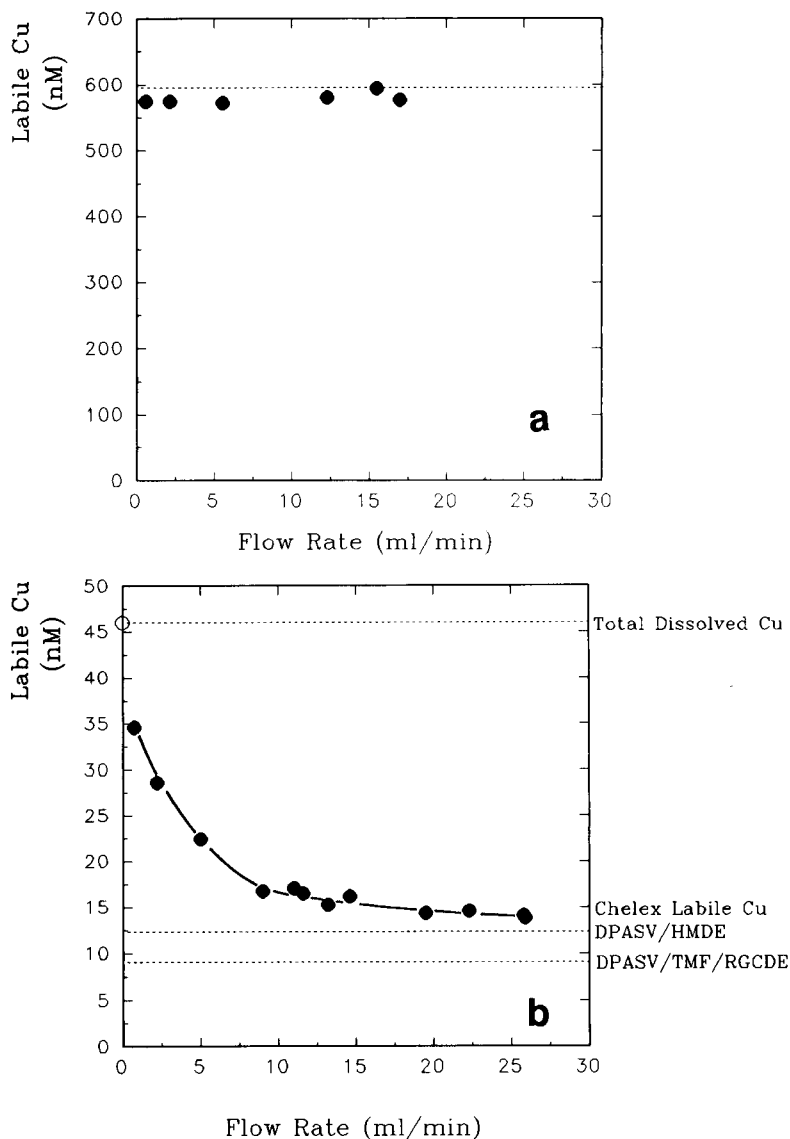 Labile Cu
(nM)
700
600
500
400
300
200
100
0
0 5 10 15 20 25 30
a
Flow Rate (ml/min)
Labile Cu
(nM)
50
45
40
35
30
25
20
15
10
5
0
0 5 10 15 20 25 30
Total Dissolved Cu
Chelex Labile Cu
DPASV/HMDE
DPASV/TMF/RGCDE
b
Flow Rate (ml/min)